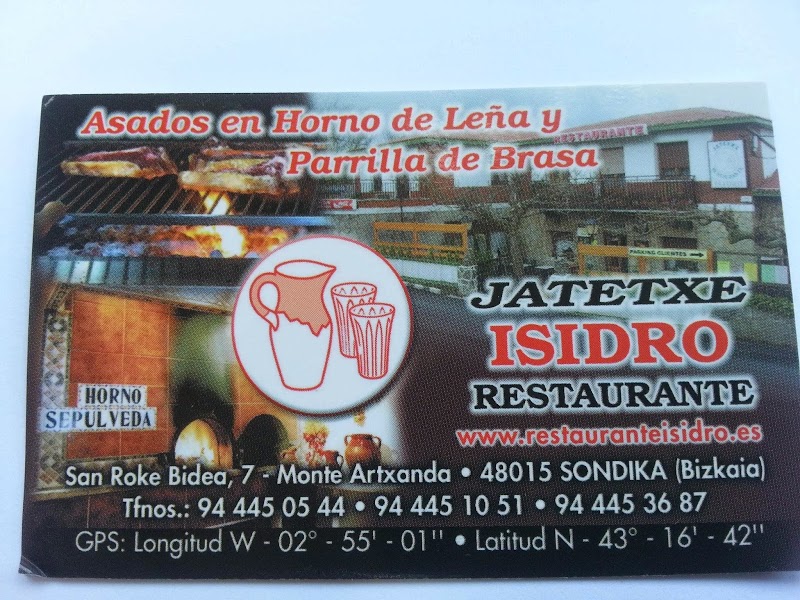 Asados en Horno de Leña y
Parrilla de Brasa
RESTAURANTE
PARKING CLIENTES
JATETXE
ISIDRO
RESTAURANTE
HORNO
SEPULVEDA
www.restauranteisidro.es
San Roke Bidea, 7 - Monte Artxanda • 48015 SONDIKA (Bizkaia)
Tfnos.: 94 445 05 44 • 94 445 10 51 • 94 445 36 87
GPS: Longitud W - 02° - 55' - 01'' • Latitud N - 43° - 16' - 42''